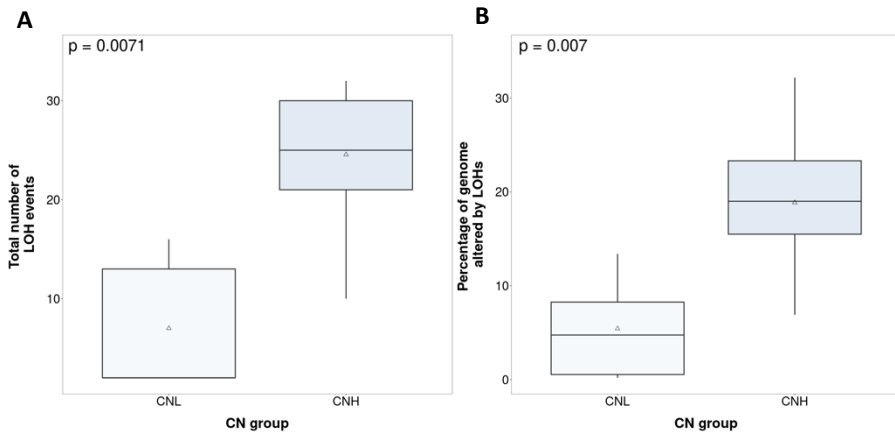 A
p = 0.0071
Total number of
LOH events
30
20
10
CNL
CNH
CN group
B
p = 0.007
Percentage of genome
altered by LOHs
30
20
10
0
CNL
CNH
CN group